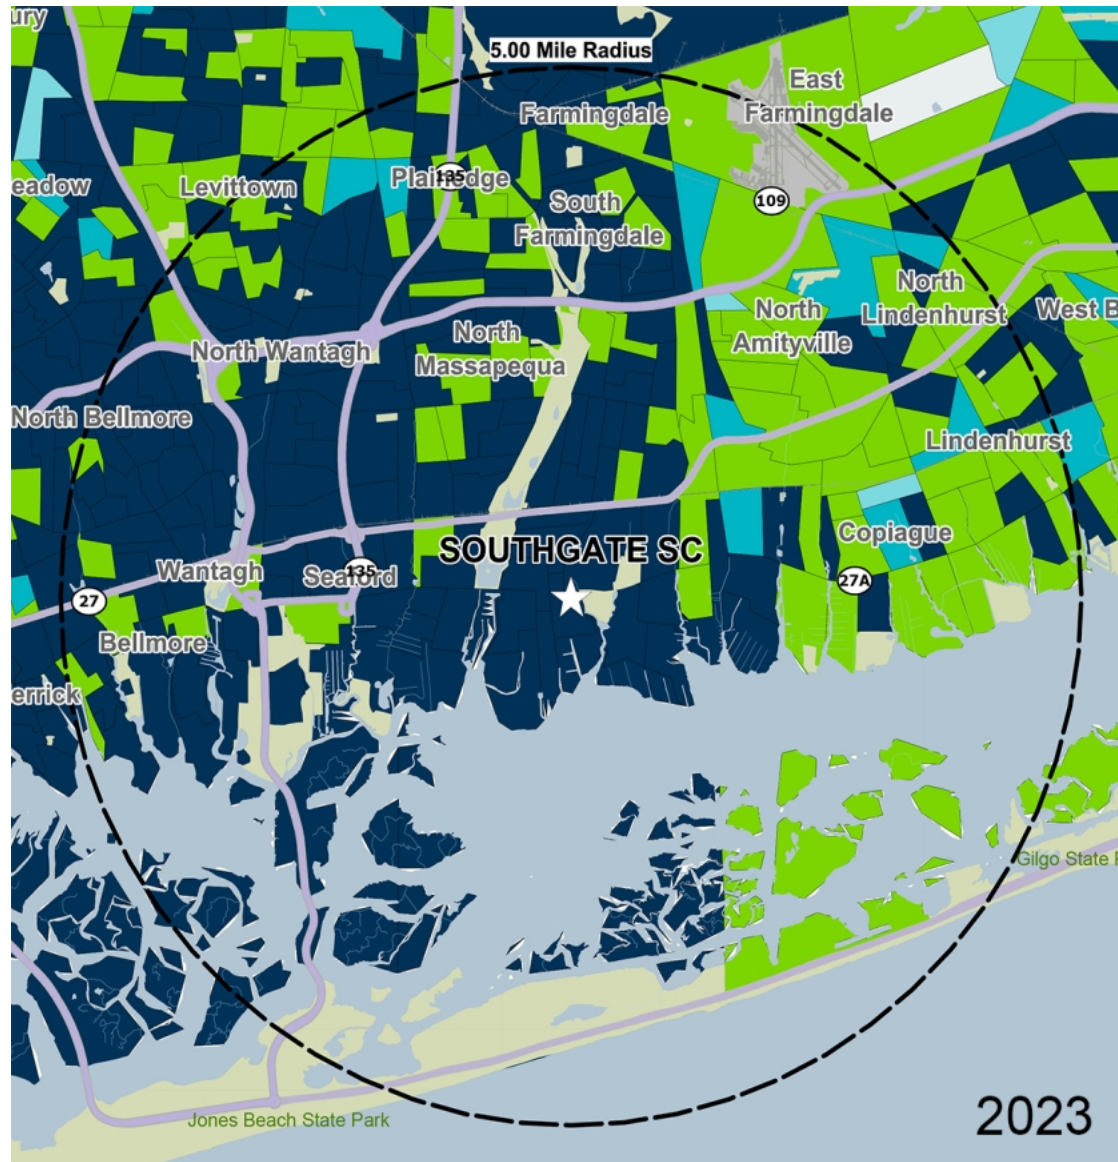 ury
5.00 Mile Radius
East
Farmingdale
Farmingdale
eadow
Levittown
Plainedge
135
109
South
Farmingdale
North
Lindenhurst
West B
North
Amityville
North Wantagh
North
Massapequa
North Bellmore
Lindenhurst
Copiague
SOUTHGATE SC
Wantagh
Seaford
135
27A
27
Bellmore
errick
Gilgo State P
Jones Beach State Park
2023